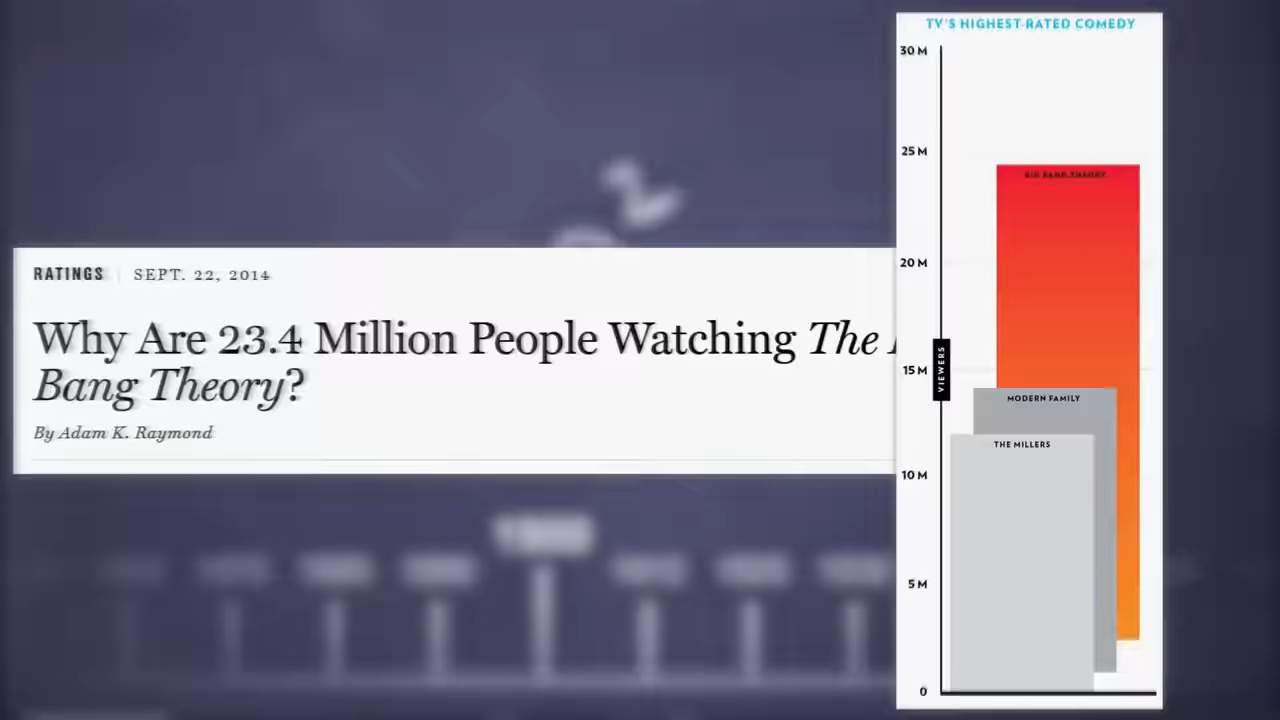 RATINGS | SEPT. 22, 2014
Why Are 23.4 Million People Watching The
Bang Theory?
By Adam K. Raymond
TV'S HIGHEST-RATED COMEDY
30 M
25 M
BIG BANG THEORY
20 M
15 M
VIEWERS
MODERN FAMILY
THE MILLERS
10 M
5 M
0
1900